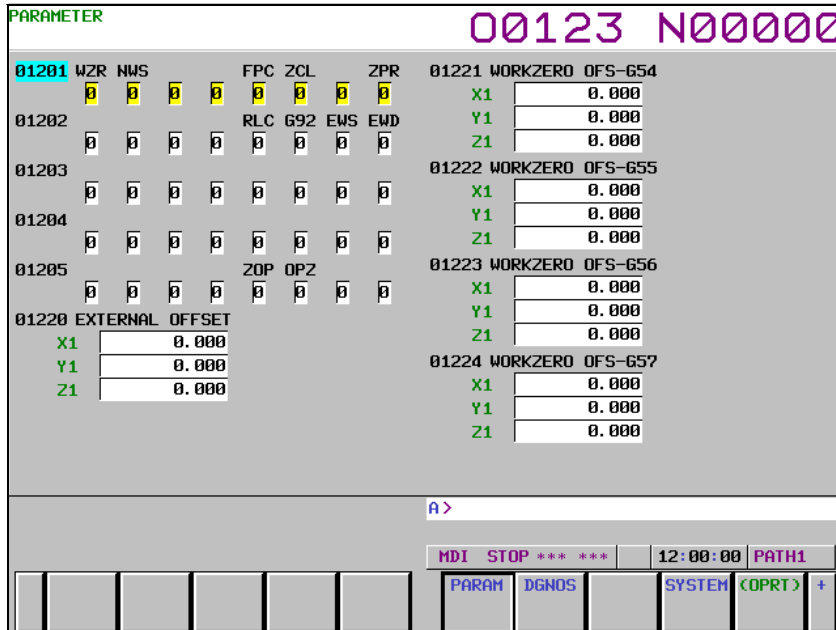 PARAMETER
O0123 N00000
01201 WZR NWS FPC ZCL ZPR
0 0 0 0 0 0 0 0
01202 RLC G92 EWS EWD
0 0 0 0 0 0 0 0
01203
0 0 0 0 0 0 0 0
01204
0 0 0 0 0 0 0 0
01205 ZOP OPZ
0 0 0 0 0 0 0 0
01220 EXTERNAL OFFSET
X1 0.000
Y1 0.000
Z1 0.000
01221 WORKZERO OFS-G54
X1 0.000
Y1 0.000
Z1 0.000
01222 WORKZERO OFS-G55
X1 0.000
Y1 0.000
Z1 0.000
01223 WORKZERO OFS-G56
X1 0.000
Y1 0.000
Z1 0.000
01224 WORKZERO OFS-G57
X1 0.000
Y1 0.000
Z1 0.000
A>
MDI STOP *** *** 12:00:00 PATH1
PARAM DGNOS SYSTEM (OPRT) +